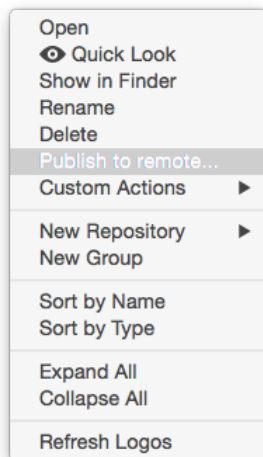 Open
Quick Look
Show in Finder
Rename
Delete
Publish to remote...
Custom Actions
New Repository
New Group
Sort by Name
Sort by Type
Expand All
Collapse All
Refresh Logos